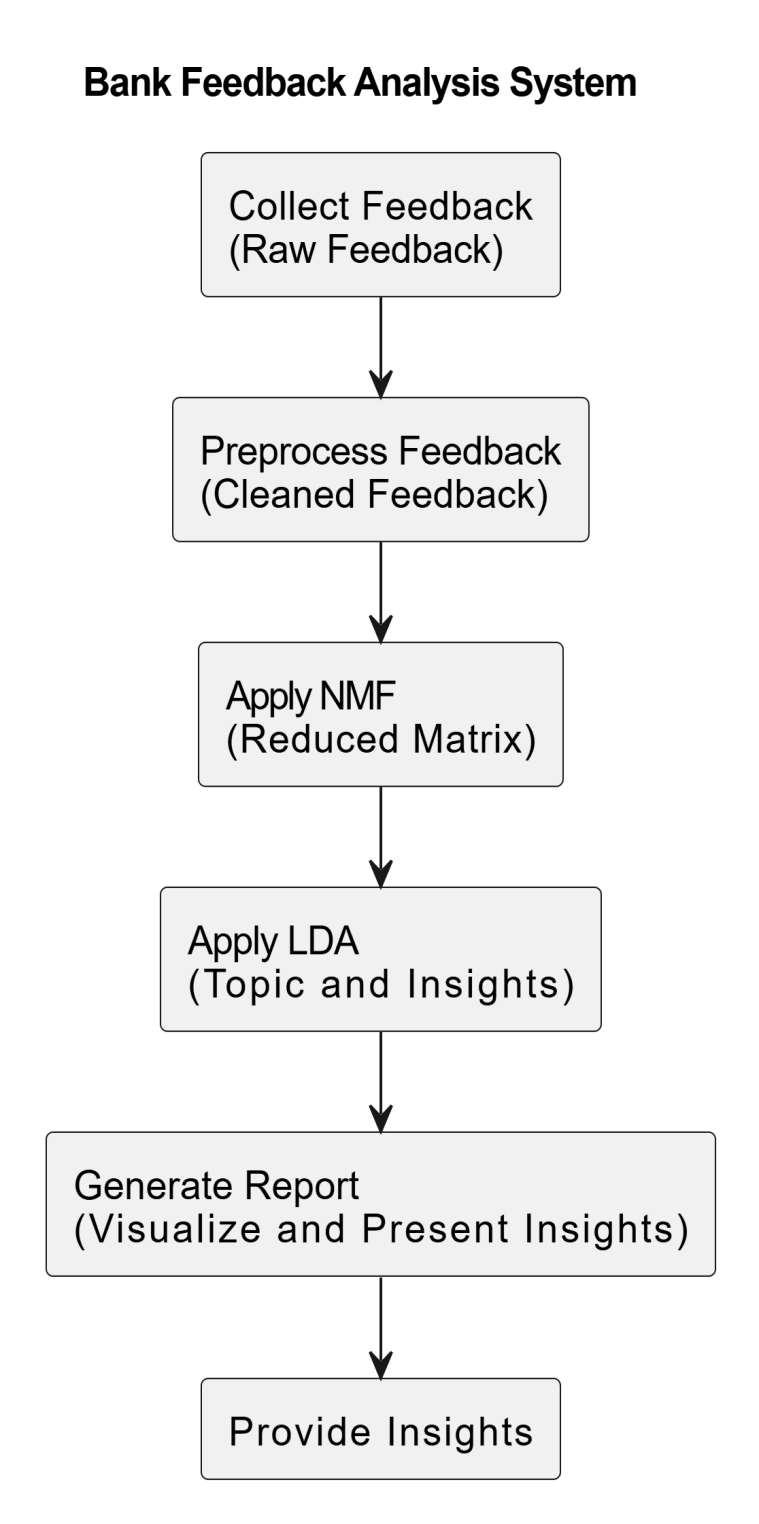 Bank Feedback Analysis System
Collect Feedback
(Raw Feedback)
Preprocess Feedback
(Cleaned Feedback)
Apply NMF
(Reduced Matrix)
Apply LDA
(Topic and Insights)
Generate Report
(Visualize and Present Insights)
Provide Insights